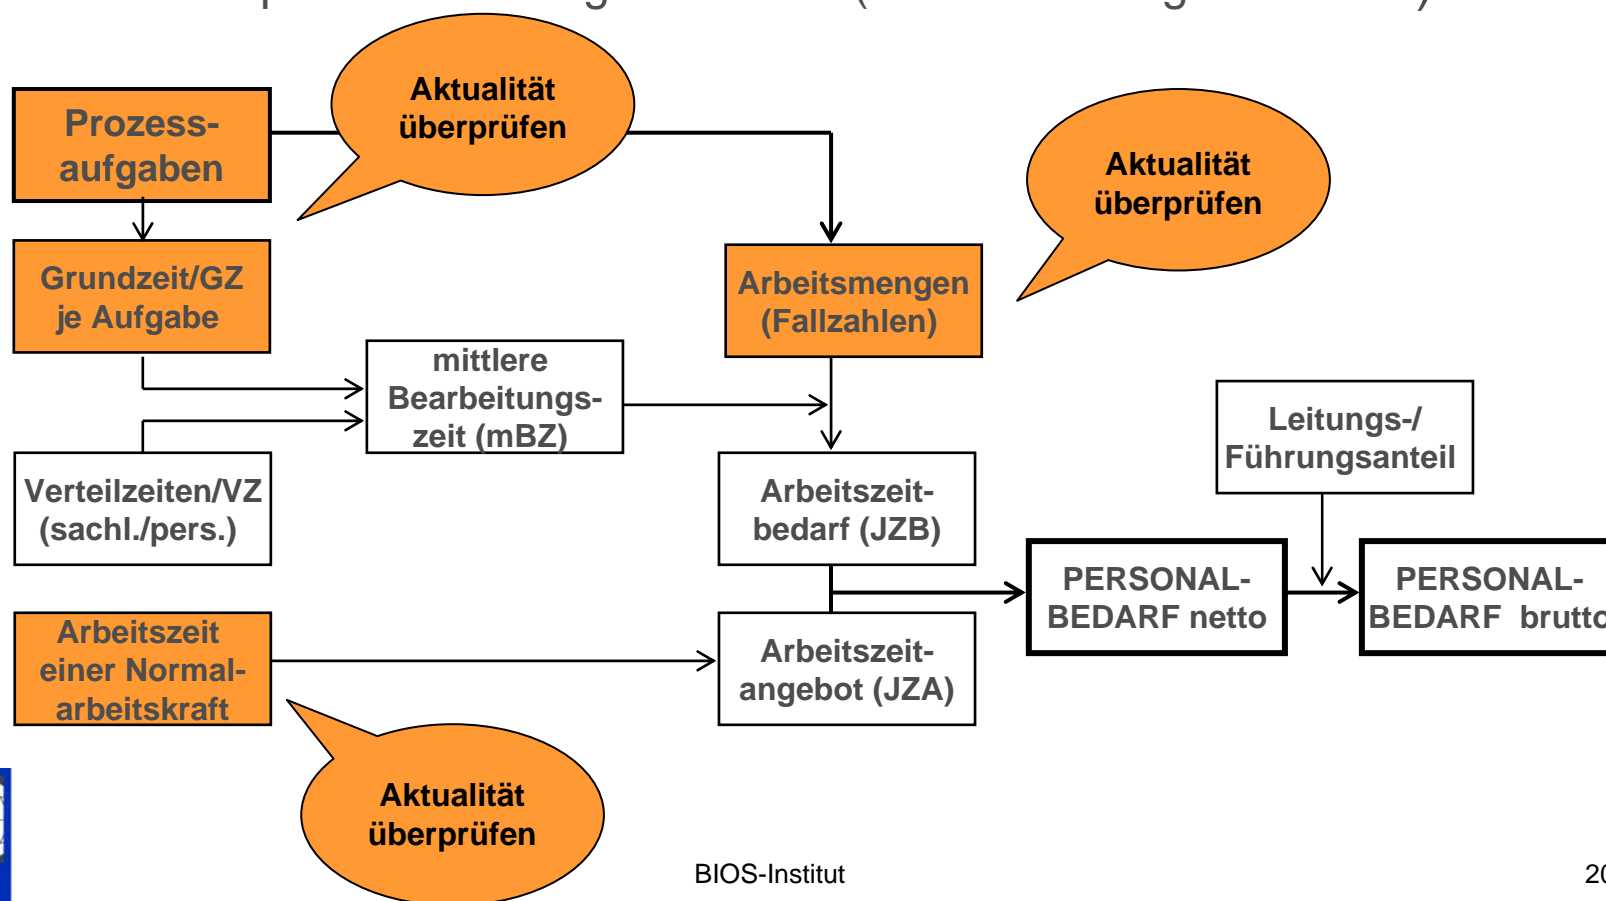 Aktualität
überprüfen
Prozess-
aufgaben
Aktualität
überprüfen
Grundzeit/GZ
je Aufgabe
Arbeitsmengen
(Fallzahlen)
mittlere
Bearbeitungs-
zeit (mBZ)
Leitungs-/
Führungsanteil
Verteilzeiten/VZ
(sachl./pers.)
Arbeitszeit-
bedarf (JZB)
PERSONAL-
BEDARF netto
PERSONAL-
BEDARF brutto
Arbeitszeit
einer Normal-
arbeitskraft
Arbeitszeit-
angebot (JZA)
Aktualität
überprüfen
BIOS-Institut
20